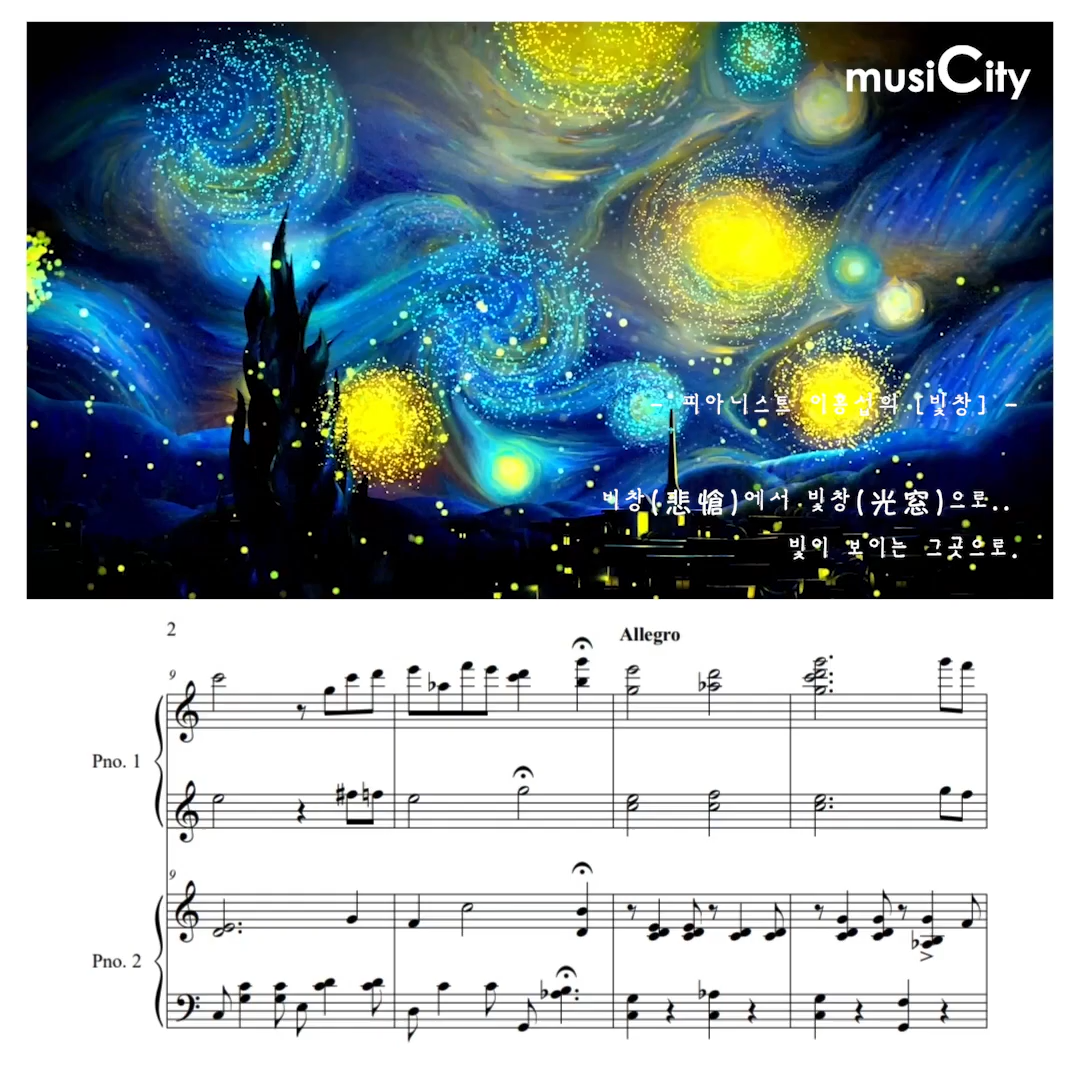 musiCity
- 피아니스트 이홍섭의 [빛창] -
비창(悲愴)에서 빛창(光窓)으로..
빛이 보이는 그곳으로.
2
Allegro
9
Pno. 1
9
Pno. 2